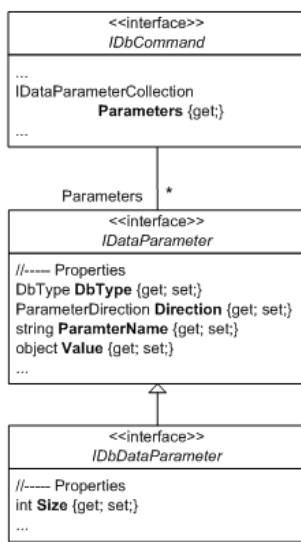 <<interface>>
IDbCommand
...
IDataParameterCollection
Parameters {get;}
...
Parameters *
<<interface>>
IDataParameter
//----- Properties
DbType DbType {get; set;}
ParameterDirection Direction {get; set;}
string ParamterName {get; set;}
object Value {get; set;}
...
<<interface>>
IDbDataParameter
//----- Properties
int Size {get; set;}
...